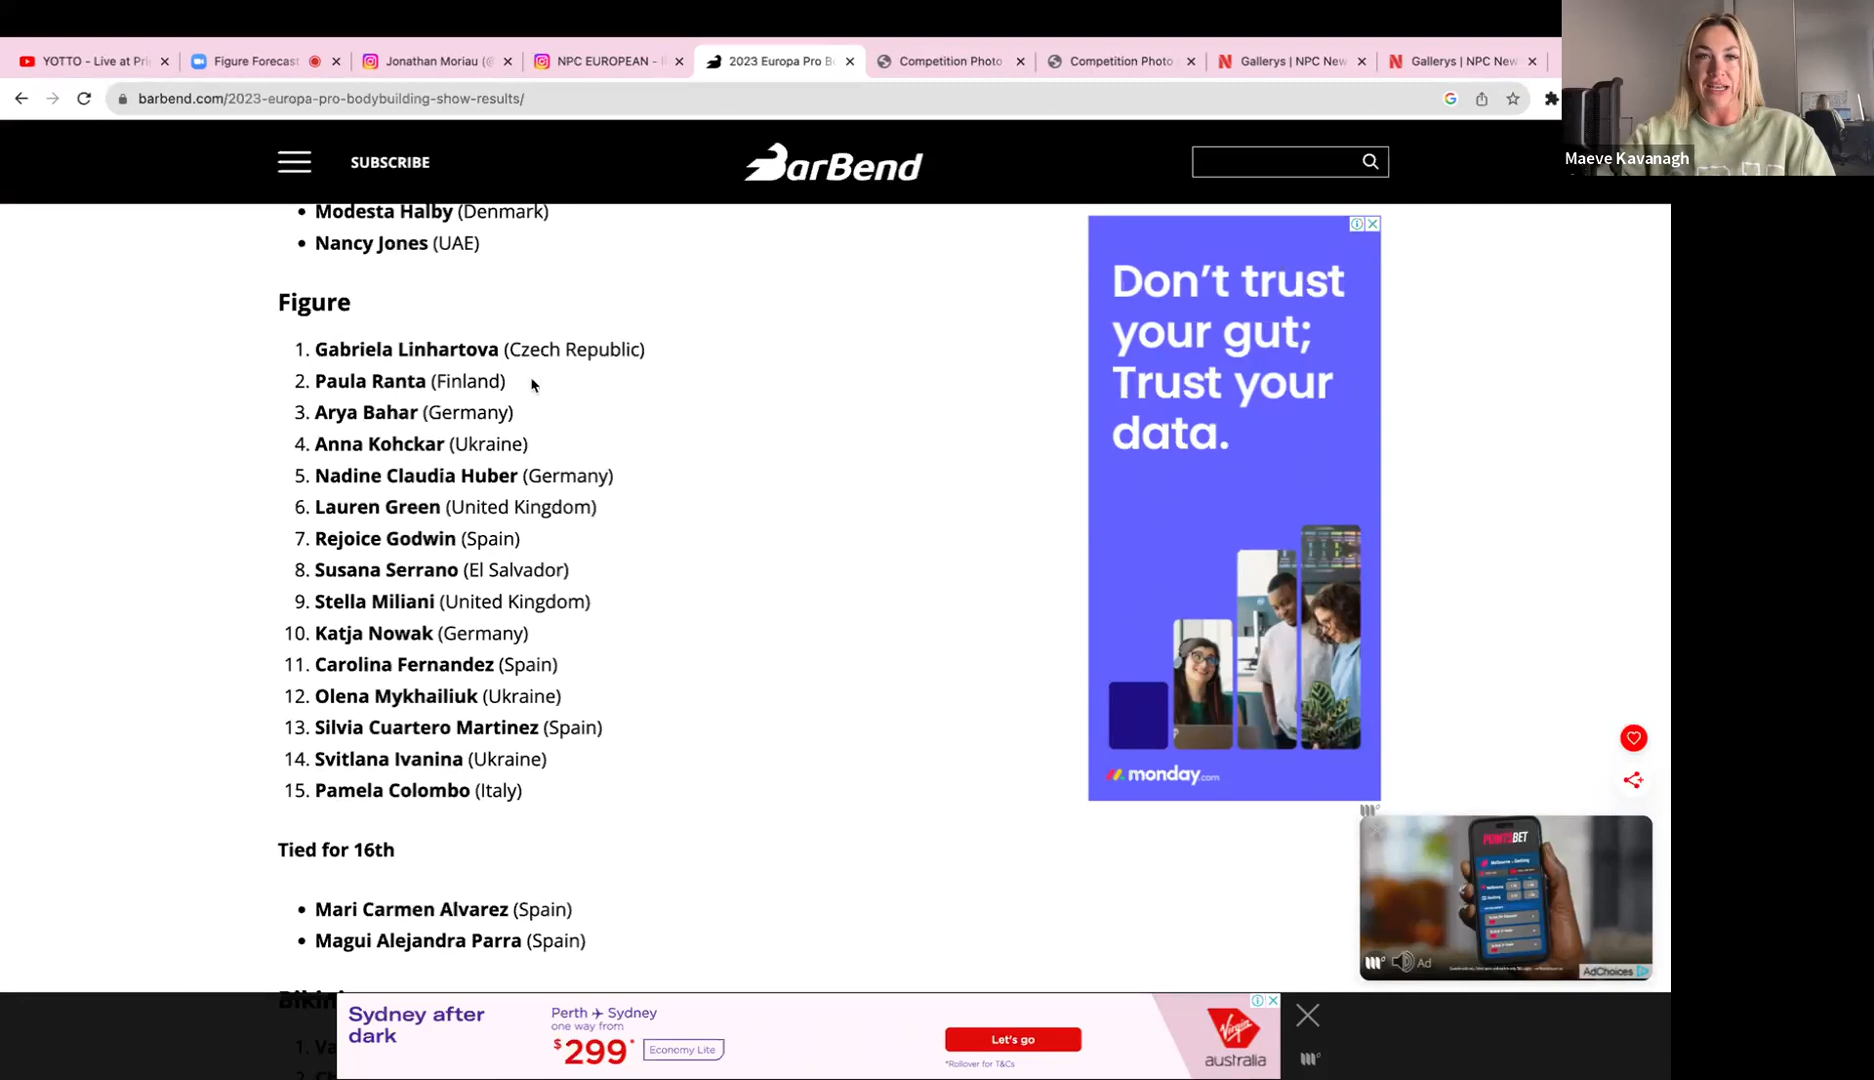 YOTTO - Live at Pri
Figure Forecast
Jonathan Moriau (@
NPC EUROPEAN - I
2023 Europa Pro B
Competition Photo
Competition Photo
Gallerys | NPC New
Gallerys | NPC New
barbend.com/2023-europa-pro-bodybuilding-show-results/
Maeve Kavanagh
SUBSCRIBE
BarBend
Modesta Halby (Denmark)
Nancy Jones (UAE)
Figure
1. Gabriela Linhartova (Czech Republic)
2. Paula Ranta (Finland)
3. Arya Bahar (Germany)
4. Anna Kohckar (Ukraine)
5. Nadine Claudia Huber (Germany)
6. Lauren Green (United Kingdom)
7. Rejoice Godwin (Spain)
8. Susana Serrano (El Salvador)
9. Stella Miliani (United Kingdom)
10. Katja Nowak (Germany)
11. Carolina Fernandez (Spain)
12. Olena Mykhailiuk (Ukraine)
13. Silvia Cuartero Martinez (Spain)
14. Svitlana Ivanina (Ukraine)
15. Pamela Colombo (Italy)
Tied for 16th
Mari Carmen Alvarez (Spain)
Magui Alejandra Parra (Spain)
Bikini
1. Va
Don't trust
your gut;
Trust your
data.
monday.com
POINTSBET
Ad
AdChoices
Sydney after
dark
Perth Sydney
one way from
$299*
Economy Lite
Let's go
*Rollover for T&Cs
Virgin
australia